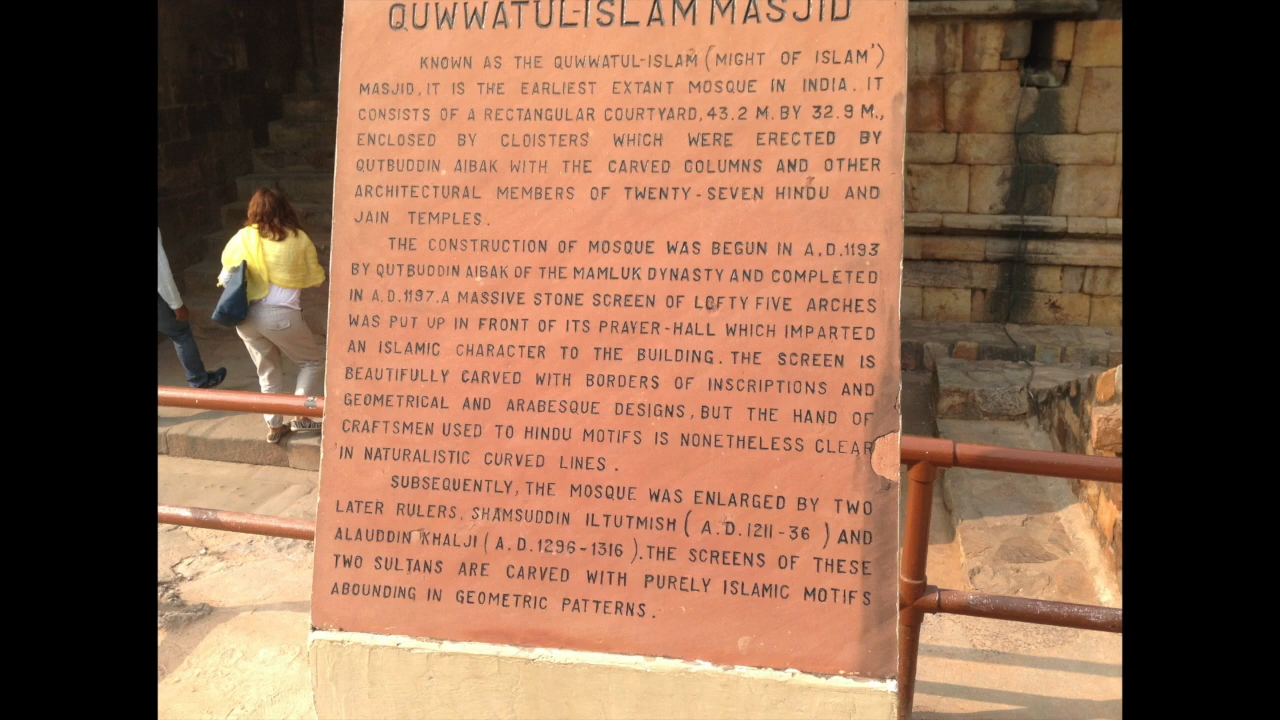 QUWWATUL-ISLAM MASJID
KNOWN AS THE QUWWATUL-ISLAM (MIGHT OF ISLAM')
MASJID, IT IS THE EARLIEST EXTANT MOSQUE IN INDIA. IT
CONSISTS OF A RECTANGULAR COURTYARD, 43.2 M. BY 32.9 M.,
ENCLOSED BY CLOISTERS WHICH WERE ERECTED BY
QUTBUDDIN AIBAK WITH THE CARVED COLUMNS AND OTHER
ARCHITECTURAL MEMBERS OF TWENTY-SEVEN HINDU AND
JAIN TEMPLES.
THE CONSTRUCTION OF MOSQUE WAS BEGUN IN A.D.1193
BY QUTBUDDIN AIBAK OF THE MAMLUK DYNASTY AND COMPLETED
IN A.D.1197. A MASSIVE STONE SCREEN OF LOFTY FIVE ARCHES
WAS PUT UP IN FRONT OF ITS PRAYER-HALL WHICH IMPARTED
AN ISLAMIC CHARACTER TO THE BUILDING. THE SCREEN IS
BEAUTIFULLY CARVED WITH BORDERS OF INSCRIPTIONS AND
GEOMETRICAL AND ARABESQUE DESIGNS, BUT THE HAND OF
CRAFTSMEN USED TO HINDU MOTIFS IS NONETHELESS CLEAR
'IN NATURALISTIC CURVED LINES.
SUBSEQUENTLY, THE MOSQUE WAS ENLARGED BY TWO
LATER RULERS. SHAMSUDDIN ILTUTMISH ( A.D.1211-36 ) AND
ALAUDDIN KHALJI ( A.D.1296-1316 ). THE SCREENS OF THESE
TWO SULTANS ARE CARVED WITH PURELY ISLAMIC MOTIFS
ABOUNDING IN GEOMETRIC PATTERNS.